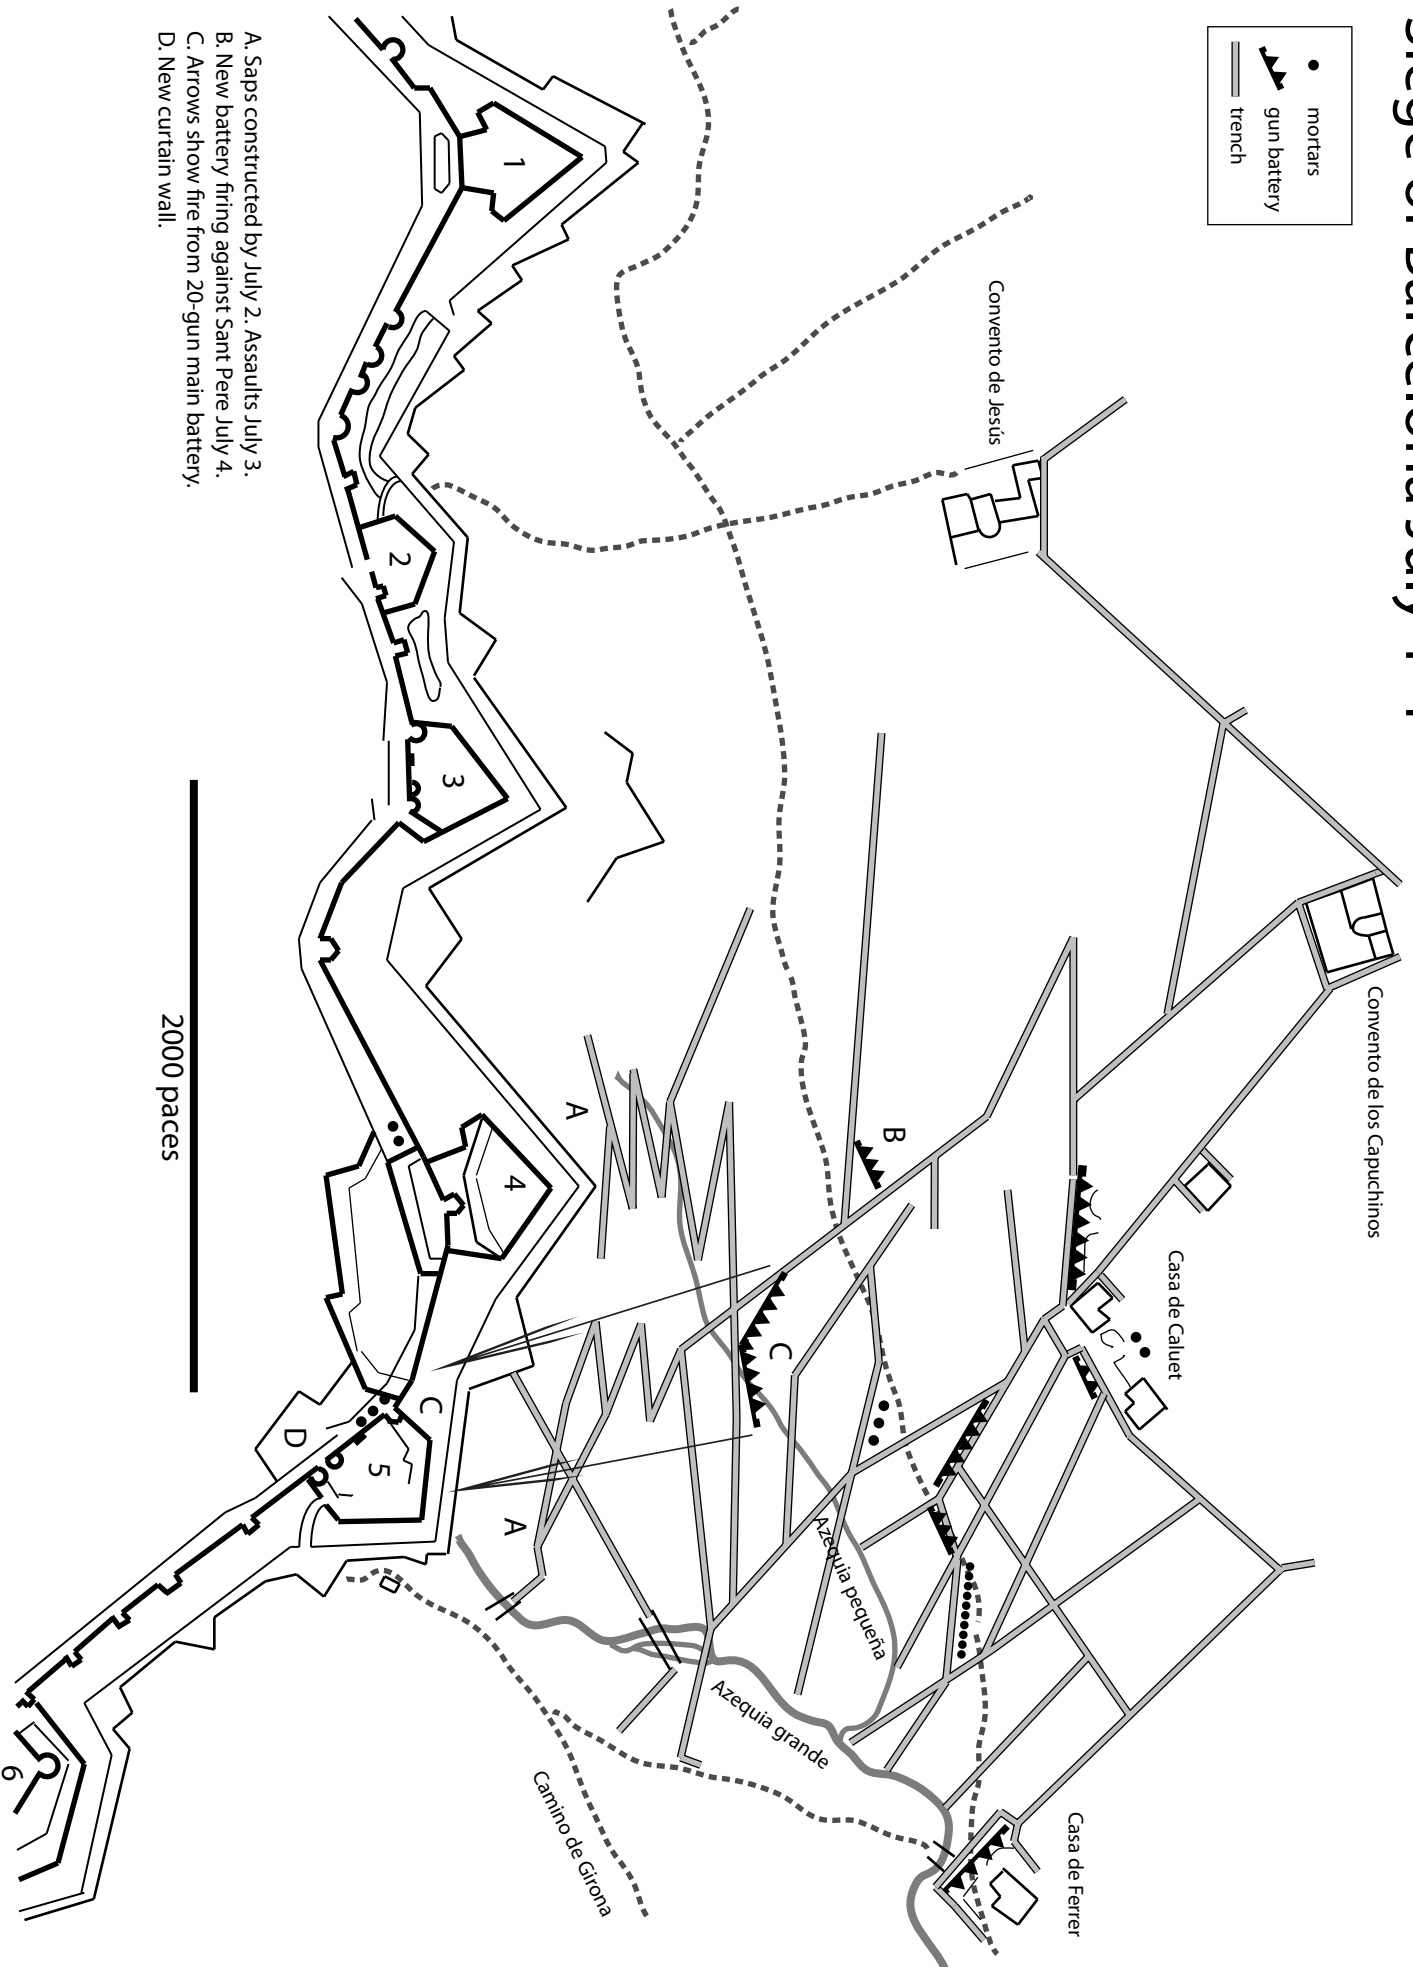 Siege of Barcelona July
mortars
gun battery
trench
Convento de los Capuchinos
Convento de Jesús
Casa de Caluet
Casa de Ferrer
B
C
Azequia pequeña
Azequia grande
A
A
Camino de Girona
1
2
3
4
5
6
C
D
A. Saps constructed by July 2. Assaults July 3.
B. New battery firing against Sant Pere July 4.
C. Arrows show fire from 20-gun main battery.
D. New curtain wall.
2000 paces